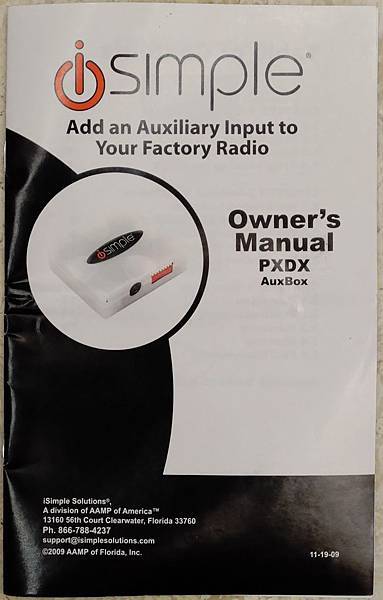 isimple®
Add an Auxiliary Input to
Your Factory Radio
isimple
Owner's
Manual
PXDX
AuxBox
iSimple Solutions®,
A division of AAMP of America™
13160 56th Court Clearwater, Florida 33760
Ph. 866-788-4237
support@isimplesolutions.com
©2009 AAMP of Florida, Inc.
11-19-09